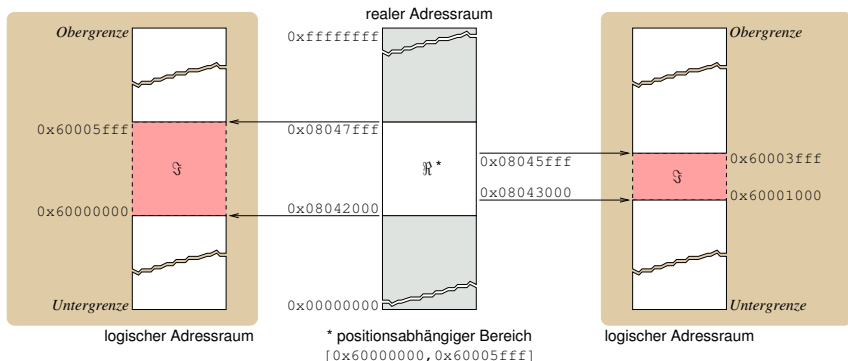 realer Adressraum
Obergrenze
0xffffffff
Obergrenze
0x60005fff
0x08047fff
ℑ
ℜ *
0x08045fff
0x60003fff
ℑ
0x08043000
0x60001000
0x60000000
0x08042000
Untergrenze
0x00000000
Untergrenze
logischer Adressraum
* positionsabhängiger Bereich
logischer Adressraum
[0x60000000,0x60005fff]